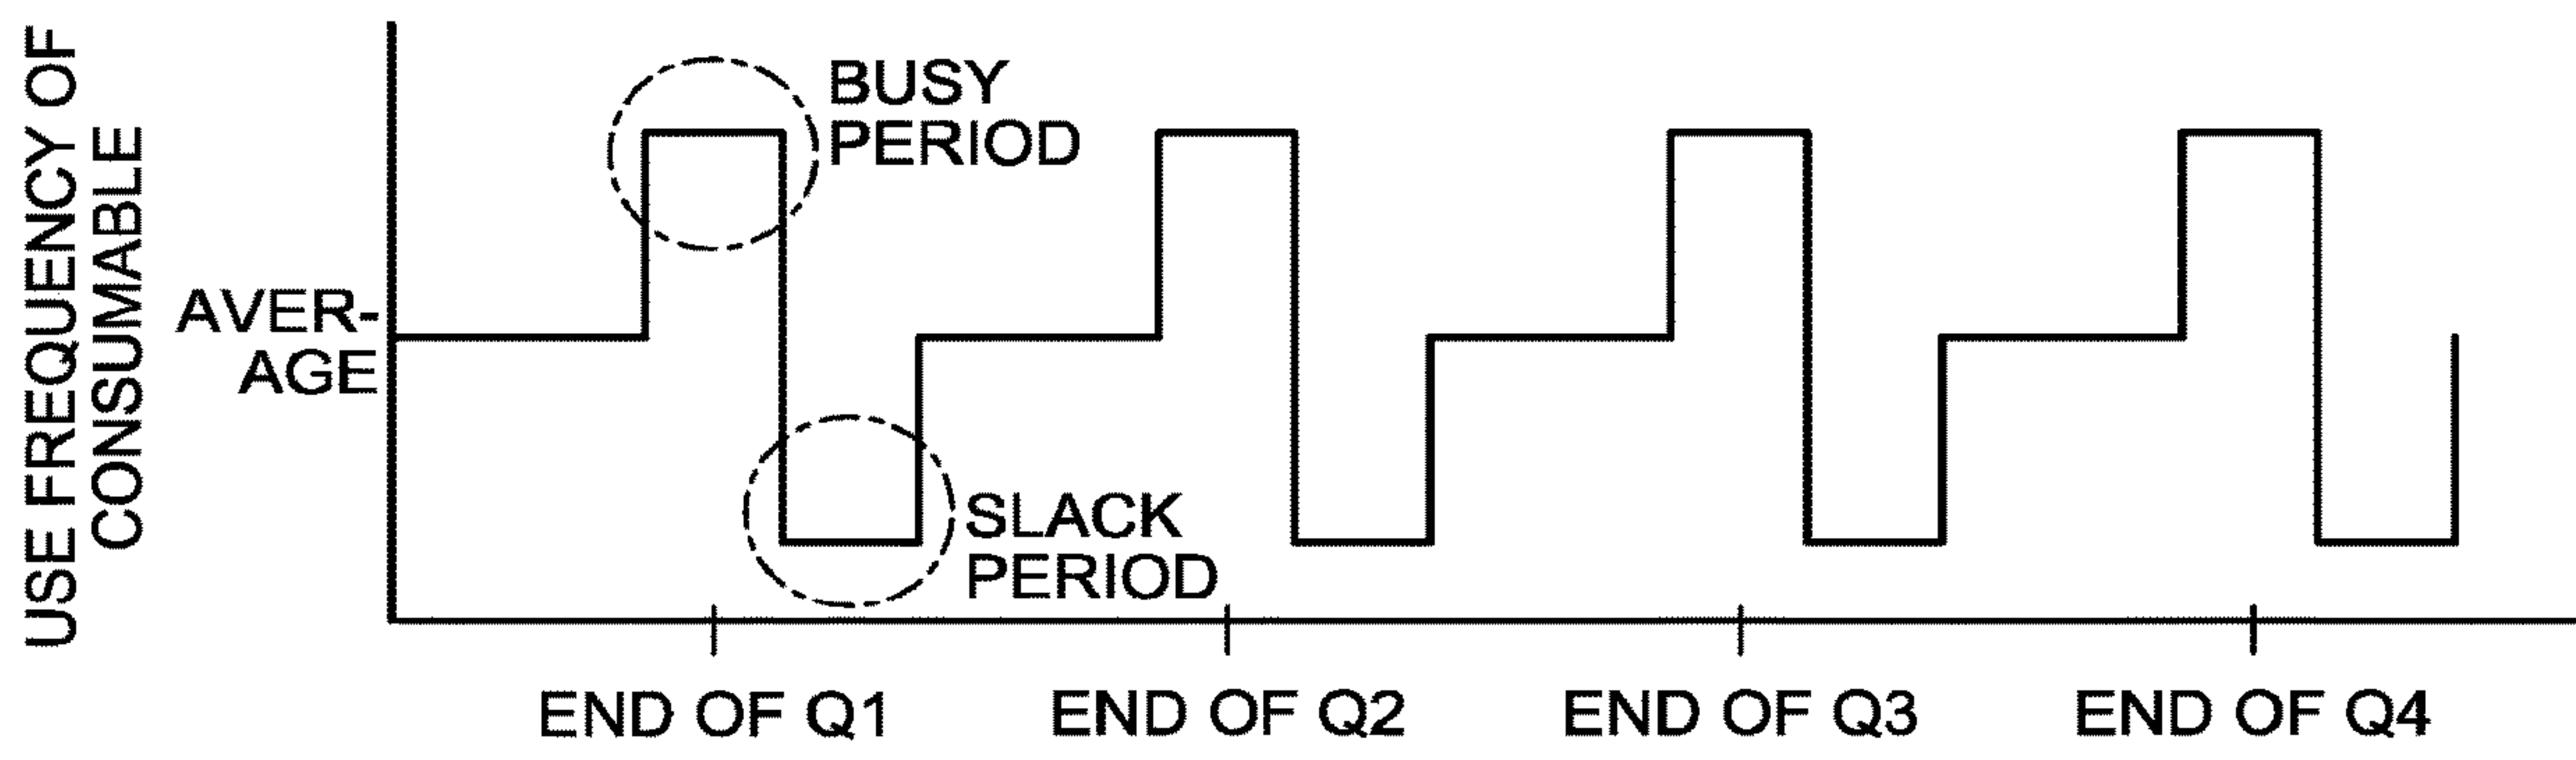 USE FREQUENCY OF
CONSUMABLE
BUSY
PERIOD
AVER-
AGE
SLACK
PERIOD
END OF Q1
END OF Q2
END OF Q3
END OF Q4